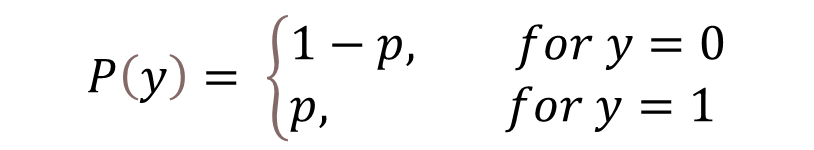 P(y) = { 1 − p, for y = 0
p, for y = 1